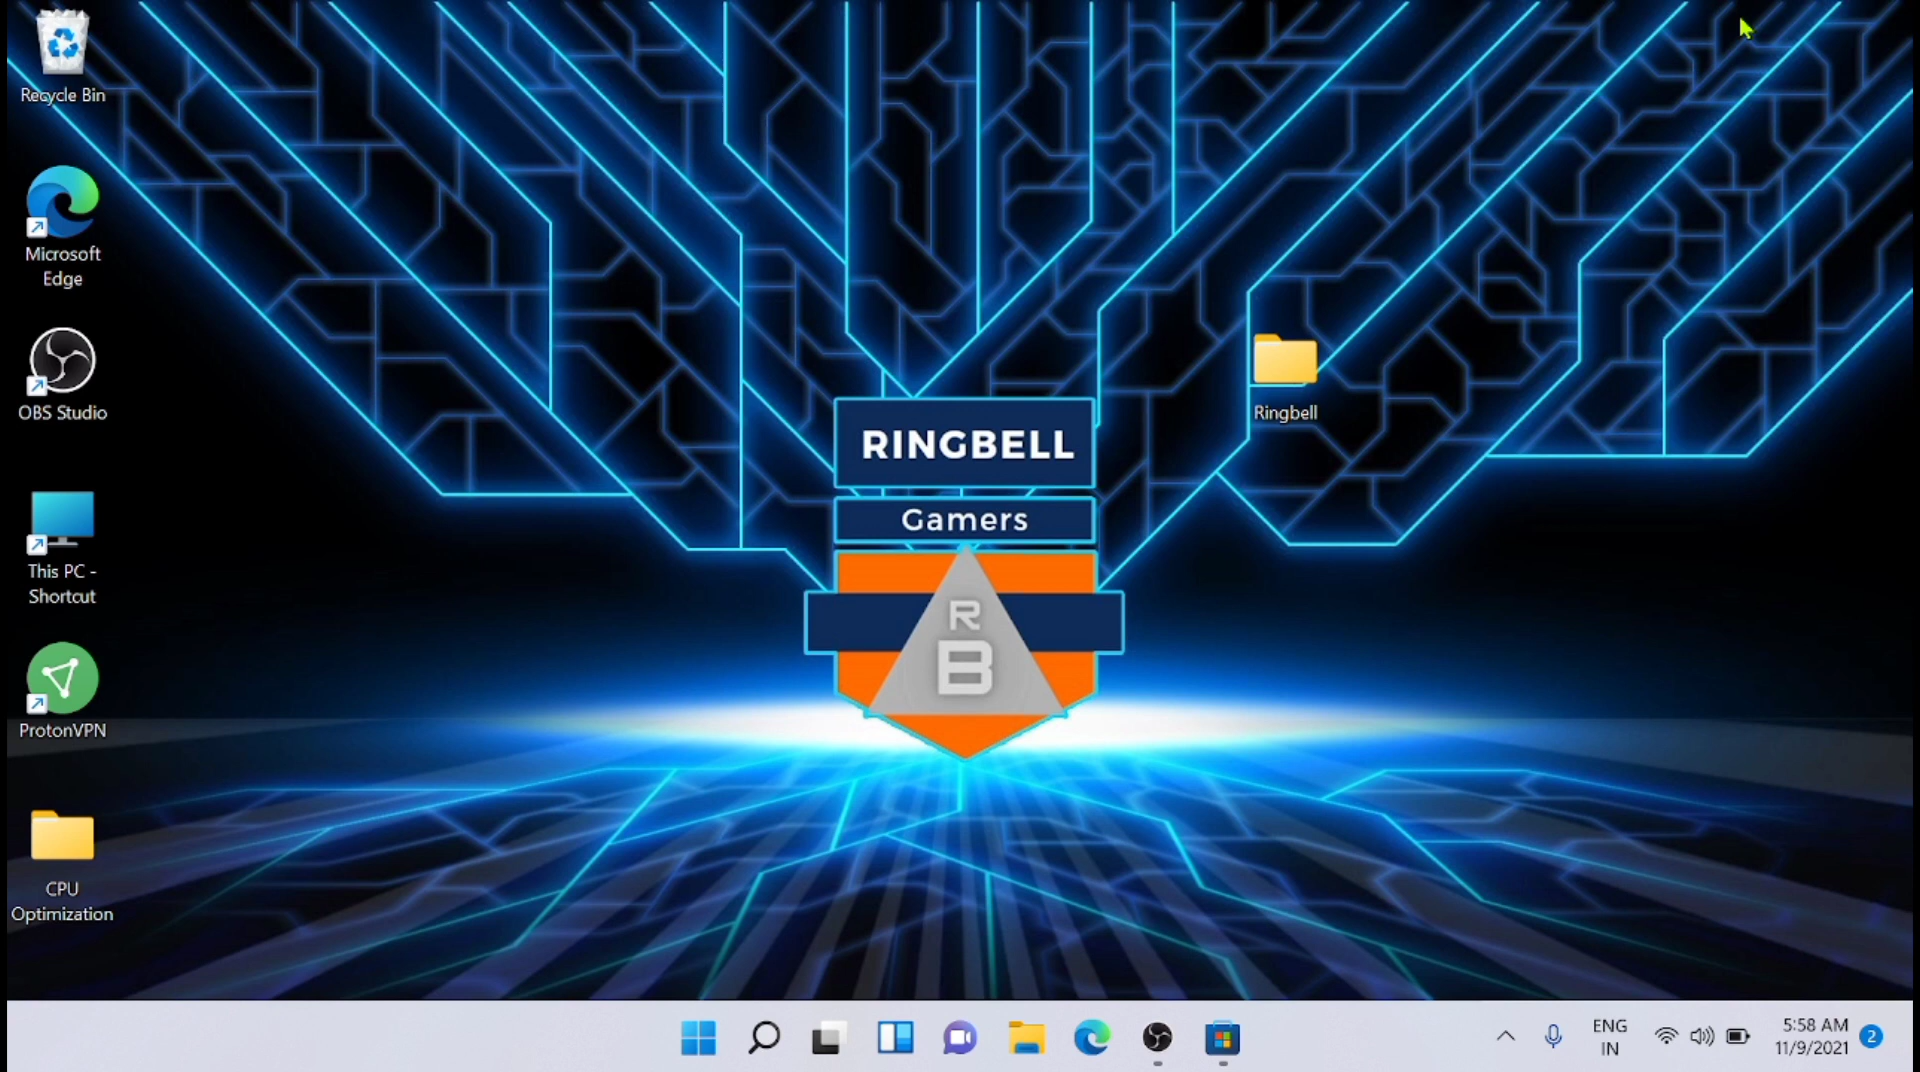 Recycle Bin
Microsoft
Edge
OBS Studio
This PC -
Shortcut
ProtonVPN
CPU
Optimization
RINGBELL
Gamers
R
B
Ringbell
ENG
IN
5:58 AM
11/9/2021
2